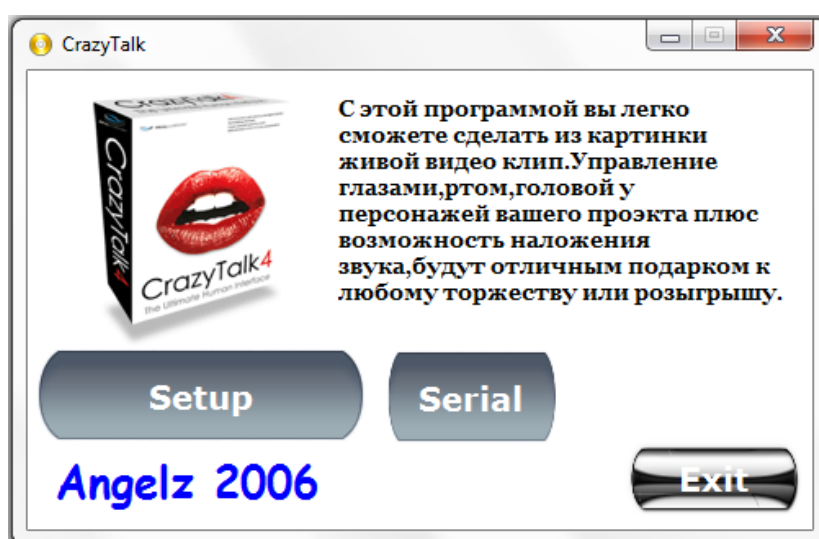 CrazyTalk
CrazyTalk4
CrazyTalk4
CrazyTalk4
The Ultimate Human Interface
С этой программой вы легко
сможете сделать из картинки
живой видео клип.Управление
глазами,ртом,головой у
персонажей вашего проэкта плюс
возможность наложения
звука,будут отличным подарком к
любому торжеству или розыгрышу.
Setup
Serial
Angelz 2006
Exit